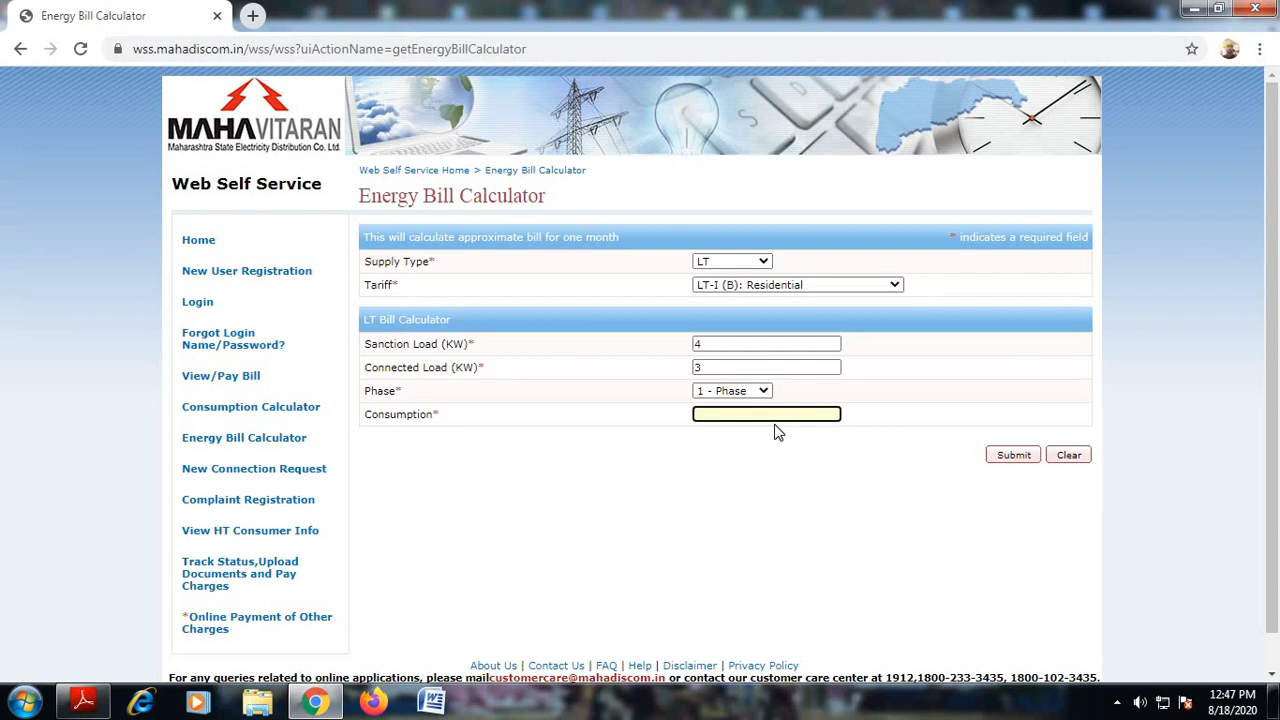 Energy Bill Calculator
wss.mahadiscom.in/wss/wss?uiActionName=getEnergyBillCalculator
MAHAVITARAN
Maharashtra State Electricity Distribution Co. Ltd.
Web Self Service
Home
New User Registration
Login
Forgot Login
Name/Password?
View/Pay Bill
Consumption Calculator
Energy Bill Calculator
New Connection Request
Complaint Registration
View HT Consumer Info
Track Status,Upload
Documents and Pay
Charges
*Online Payment of Other
Charges
Web Self Service Home > Energy Bill Calculator
Energy Bill Calculator
This will calculate approximate bill for one month * indicates a required field
Supply Type* LT
Tariff* LT-I (B): Residential
LT Bill Calculator
Sanction Load (KW)* 4
Connected Load (KW)* 3
Phase* 1 - Phase
Consumption*
Submit Clear
About Us | Contact Us | FAQ | Help | Disclaimer | Privacy Policy
For any queries related to online applications, please mailcustomercare@mahadiscom.in or contact our customer care center at 1912,1800-233-3435, 1800-102-3435.
12:47 PM
8/18/2020